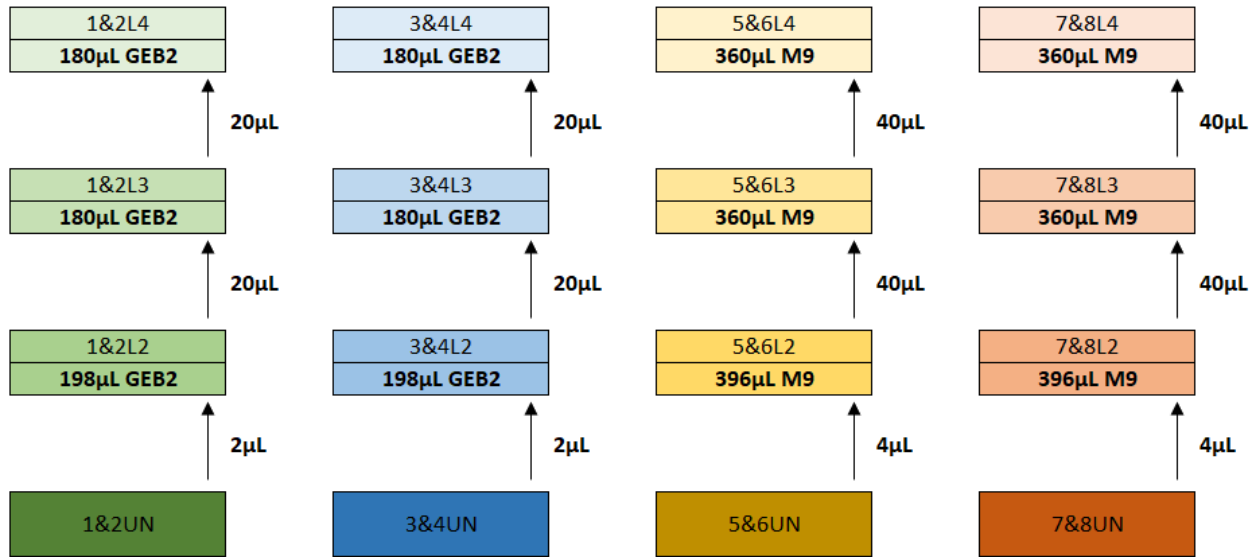 1&2L4 3&4L4 5&6L4 7&8L4
180µL GEB2 180µL GEB2 360µL M9 360µL M9
20µL 20µL 40µL 40µL
1&2L3 3&4L3 5&6L3 7&8L3
180µL GEB2 180µL GEB2 360µL M9 360µL M9
20µL 20µL 40µL 40µL
1&2L2 3&4L2 5&6L2 7&8L2
198µL GEB2 198µL GEB2 396µL M9 396µL M9
2µL 2µL 4µL 4µL
1&2UN 3&4UN 5&6UN 7&8UN